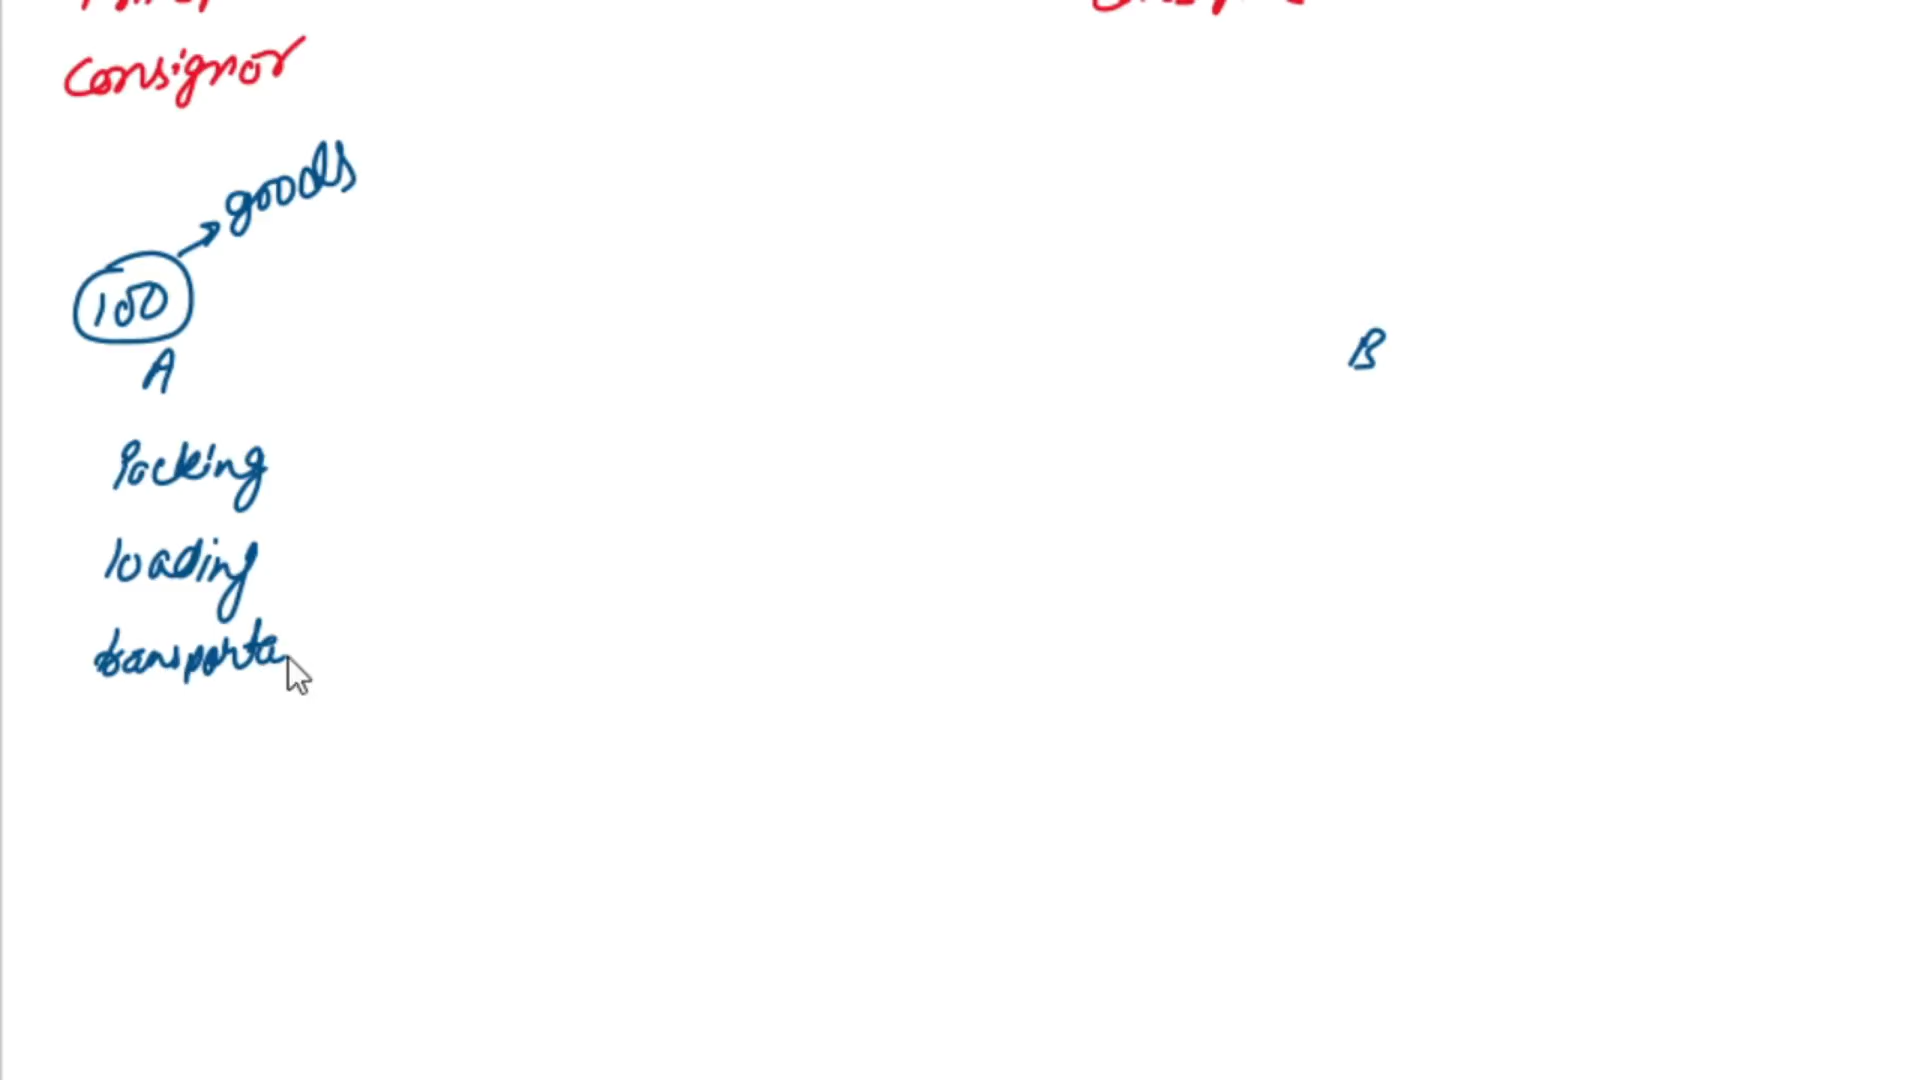 Consignor
goods
100
A
B
Packing
loading
transporta